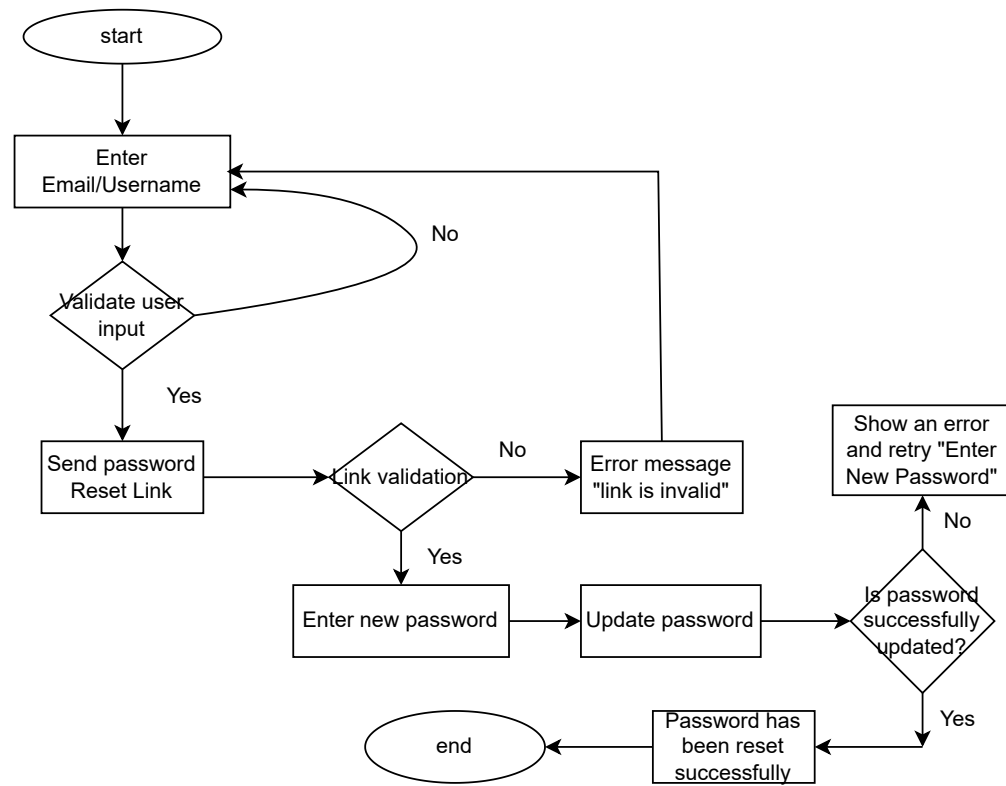 start
Enter
Email/Username
No
Validate user
input
Yes
Send password
Reset Link
Link validation
No
Error message
"link is invalid"
Show an error
and retry "Enter
New Password"
No
Yes
Enter new password
Update password
Is password
successfully
updated?
Yes
Password has
been reset
successfully
end